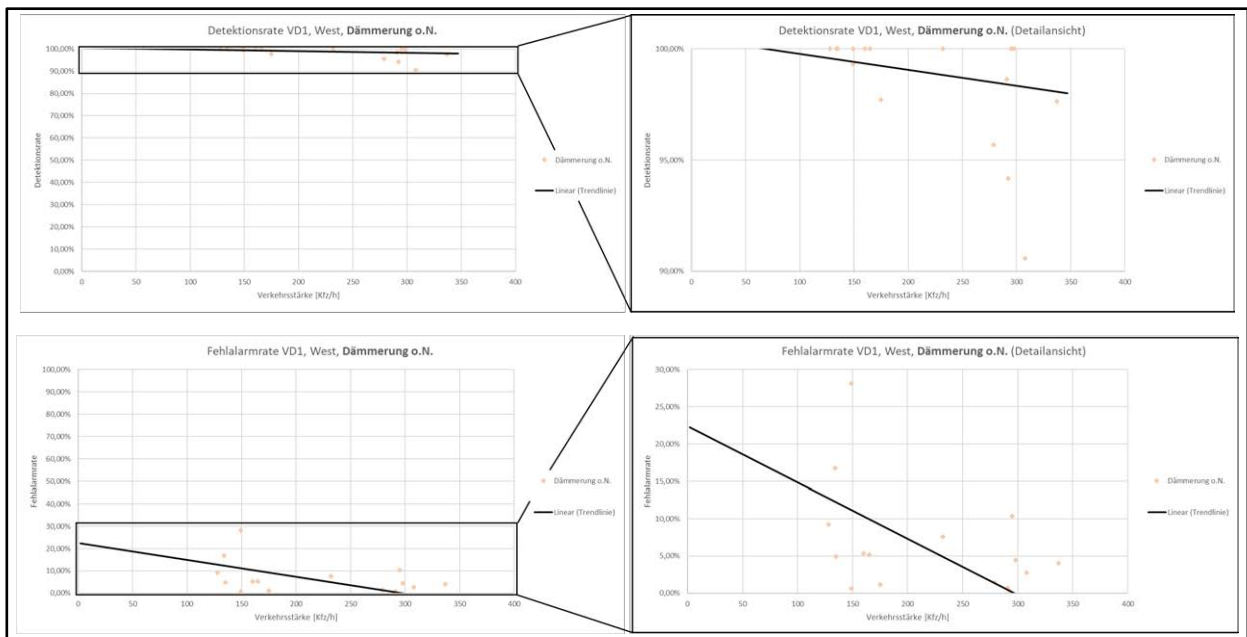 Detektionsrate VD1, West, Dämmerung o.N.
100,00%
90,00%
80,00%
70,00%
60,00%
50,00%
40,00%
30,00%
20,00%
10,00%
0,00%
Detektionsrate
0 50 100 150 200 250 300 350 400
Verkehrsstärke [Kfz/h]
Dämmerung o.N.
Linear (Trendlinie)
Detektionsrate VD1, West, Dämmerung o.N. (Detailansicht)
100,00%
95,00%
90,00%
Detektionsrate
0 50 100 150 200 250 300 350 400
Verkehrsstärke [Kfz/h]
Dämmerung o.N.
Linear (Trendlinie)
Fehlalarmrate VD1, West, Dämmerung o.N.
100,00%
90,00%
80,00%
70,00%
60,00%
50,00%
40,00%
30,00%
20,00%
10,00%
0,00%
Fehlalarmrate
0 50 100 150 200 250 300 350 400
Verkehrsstärke [Kfz/h]
Dämmerung o.N.
Linear (Trendlinie)
Fehlalarmrate VD1, West, Dämmerung o.N. (Detailansicht)
30,00%
25,00%
20,00%
15,00%
10,00%
5,00%
0,00%
Fehlalarmrate
0 50 100 150 200 250 300 350 400
Verkehrsstärke [Kfz/h]
Dämmerung o.N.
Linear (Trendlinie)